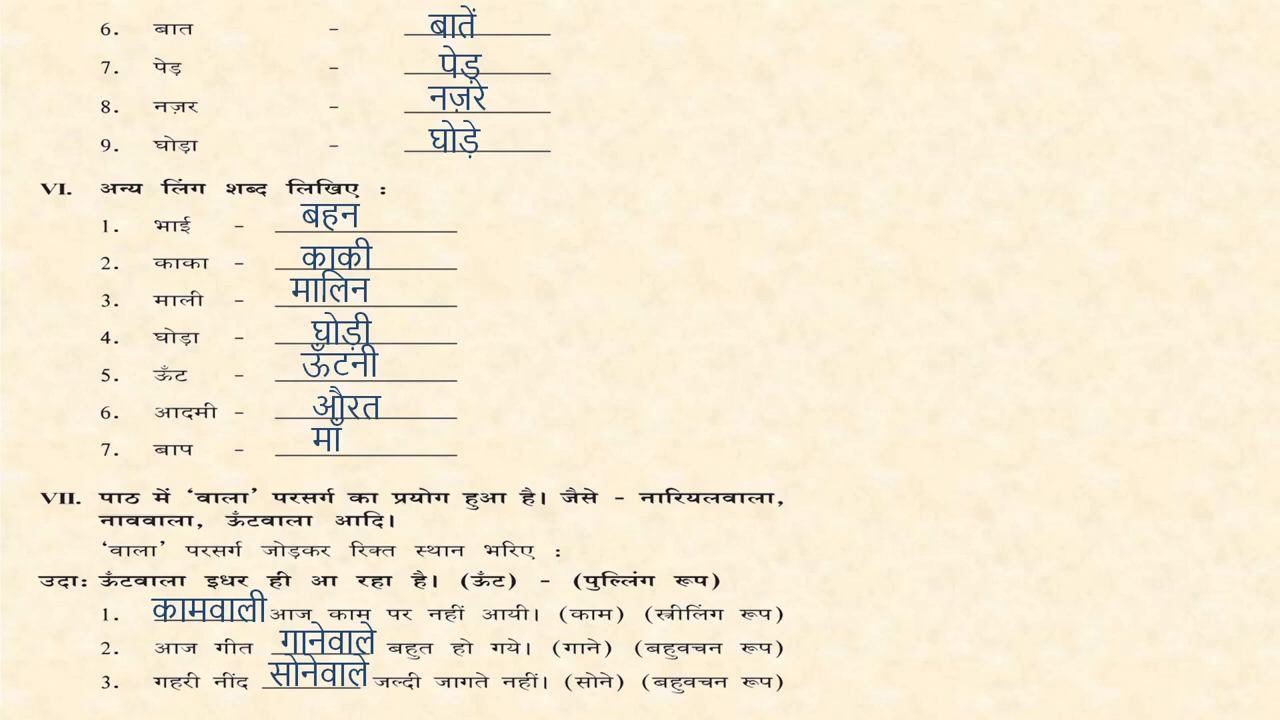 6. बात - बातें
7. पेड़ - पेड़
8. नज़र - नज़रे
9. घोड़ा - घोड़े
VI. अन्य लिंग शब्द लिखिए :
1. भाई - बहन
2. काका - काकी
3. माली - मालिन
4. घोड़ा - घोड़ी
5. ऊँट - ऊँटनी
6. आदमी - औरत
7. बाप - माँ
VII. पाठ में ‘वाला’ परसर्ग का प्रयोग हुआ है। जैसे - नारियलवाला,
नाववाला, ऊँटवाला आदि।
‘वाला’ परसर्ग जोड़कर रिक्त स्थान भरिए :
उदा: ऊँटवाला इधर ही आ रहा है। (ऊँट) - (पुल्लिंग रूप)
1. कामवाली आज काम पर नहीं आयी। (काम) (स्त्रीलिंग रूप)
2. आज गीत गानेवाले बहुत हो गये। (गाने) (बहुवचन रूप)
3. गहरी नींद सोनेवाले जल्दी जागते नहीं। (सोने) (बहुवचन रूप)